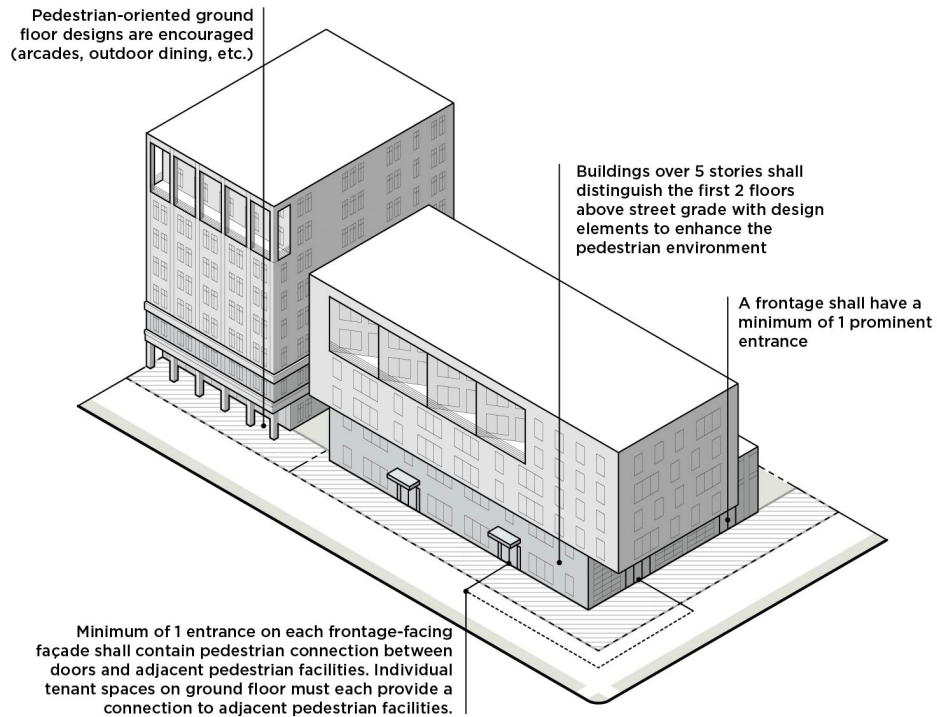 Pedestrian-oriented ground
floor designs are encouraged
(arcades, outdoor dining, etc.)
Buildings over 5 stories shall
distinguish the first 2 floors
above street grade with design
elements to enhance the
pedestrian environment
A frontage shall have a
minimum of 1 prominent
entrance
Minimum of 1 entrance on each frontage-facing
façade shall contain pedestrian connection between
doors and adjacent pedestrian facilities. Individual
tenant spaces on ground floor must each provide a
connection to adjacent pedestrian facilities.